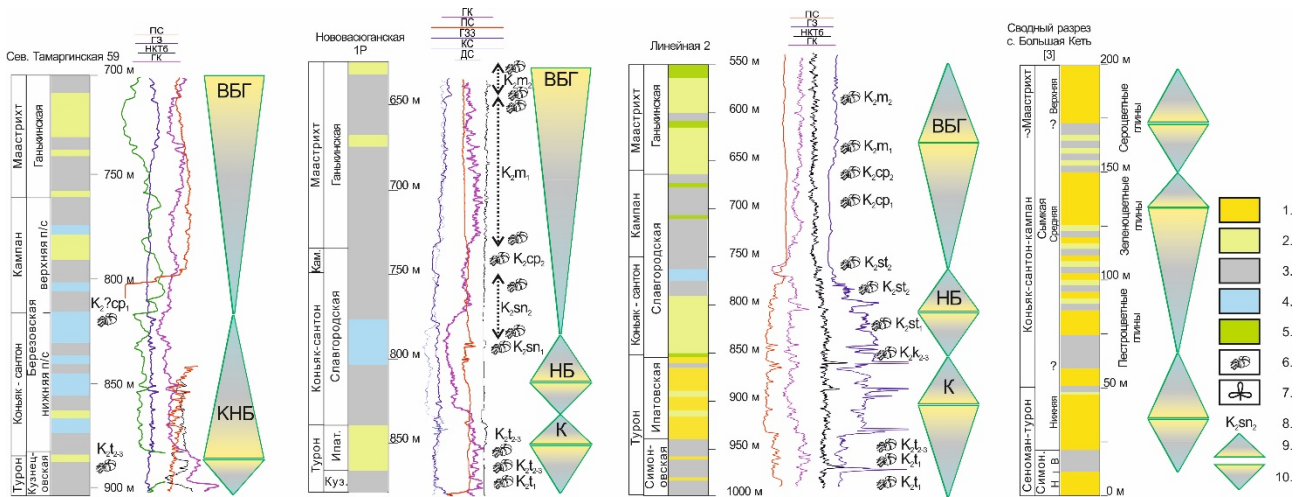 Сев. Тамаргинская 59
ПС
ГЗ
НКТб
ГК
700 м
750 м
800 м
850 м
900 м
Маастрихт
Ганькинская
Кампан
верхняя п/с
Березовская
Коньяк - сантон
нижняя п/с
Турон
Кузне-
овская
K₂?cp₁
K₂t₂₋₃
ВБГ
КНБ
Нововасюганская
1Р
ГК
ПС
ГЗ3
КС
ДС
650 м
700 м
750 м
800 м
850 м
Маастрихт
Ганькинская
Кам.
Коньяк-сантон
Славгородская
Турон
Ипат.
Куз.
K₂m₂
K₂m₁
K₂cp₂
K₂sn₂
K₂sn₁
K₂t₂₋₃
K₂t₂₋₃
K₂t₁
ВБГ
НБ
К
Линейная 2
ПС
ГЗ
НКТб
ГК
550 м
600 м
650 м
700 м
750 м
800 м
850 м
900 м
950 м
1000 м
Маастрихт
Ганькинская
Кампан
Славгородская
Коньяк - сантон
Турон
Ипатовская
Симон-
овская
K₂m₂
K₂m₁
K₂cp₂
K₂cp₁
K₂st₂
K₂st₂
K₂st₁
K₂k₂₋₃
K₂t₂₋₃
K₂t₁
K₂t₁
ВБГ
НБ
К
Сводный разрез
с. Большая Кеть
[3]
200 м
150 м
100 м
50 м
0 м
?Маастрихт
Коньяк-сантон-кампан
Сеноман-турон
Сымкая
Симон.
Верхняя
?
Средняя
?
Нижняя
В
Н
Сероцветные
глины
Зеленоцветные
глины
Пестроцветные
глины
1.
2.
3.
4.
5.
6.
7.
K₂sn₂ 8.
9.
10.